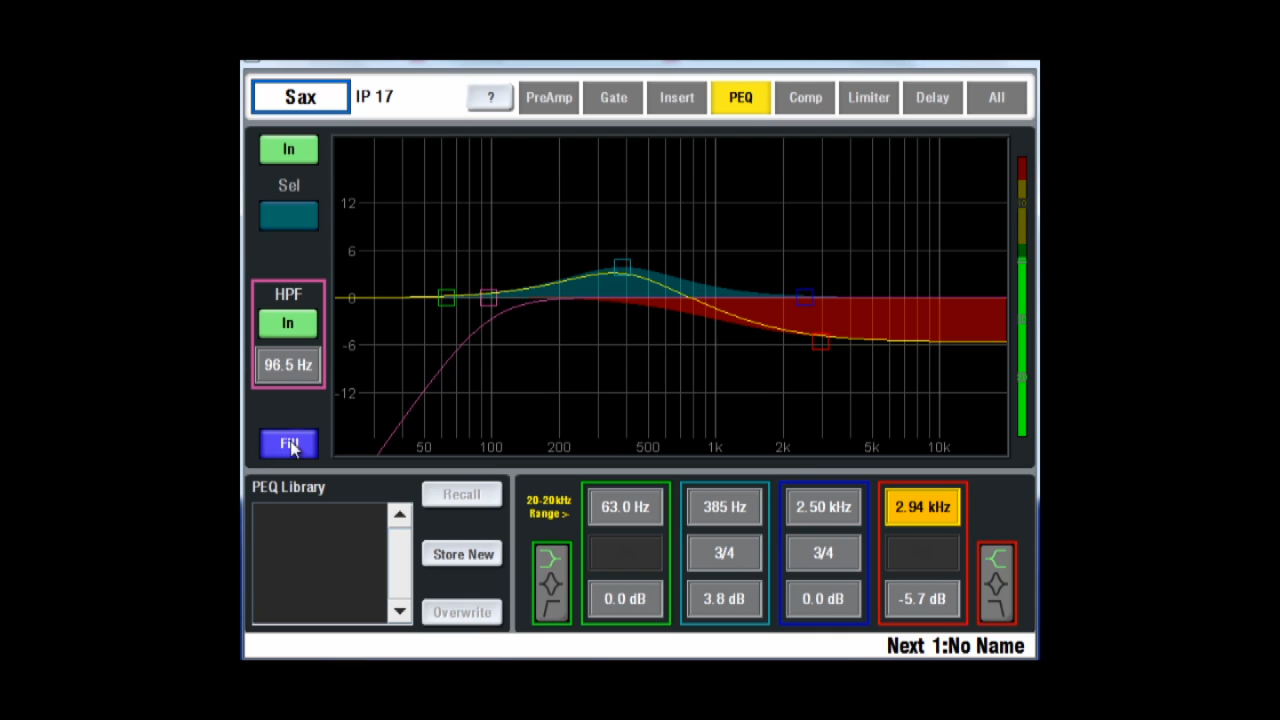 Sax IP 17 ? PreAmp Gate Insert PEQ Comp Limiter Delay All
In
Sel
HPF
In
96.5 Hz
Fill
12
6
0
-6
-12
50 100 200 500 1k 2k 5k 10k
PEQ Library
Recall
Store New
Overwrite
20-20kHz
Range >-
63.0 Hz 385 Hz 2.50 kHz 2.94 kHz
3/4 3/4
0.0 dB 3.8 dB 0.0 dB -5.7 dB
Next 1:No Name